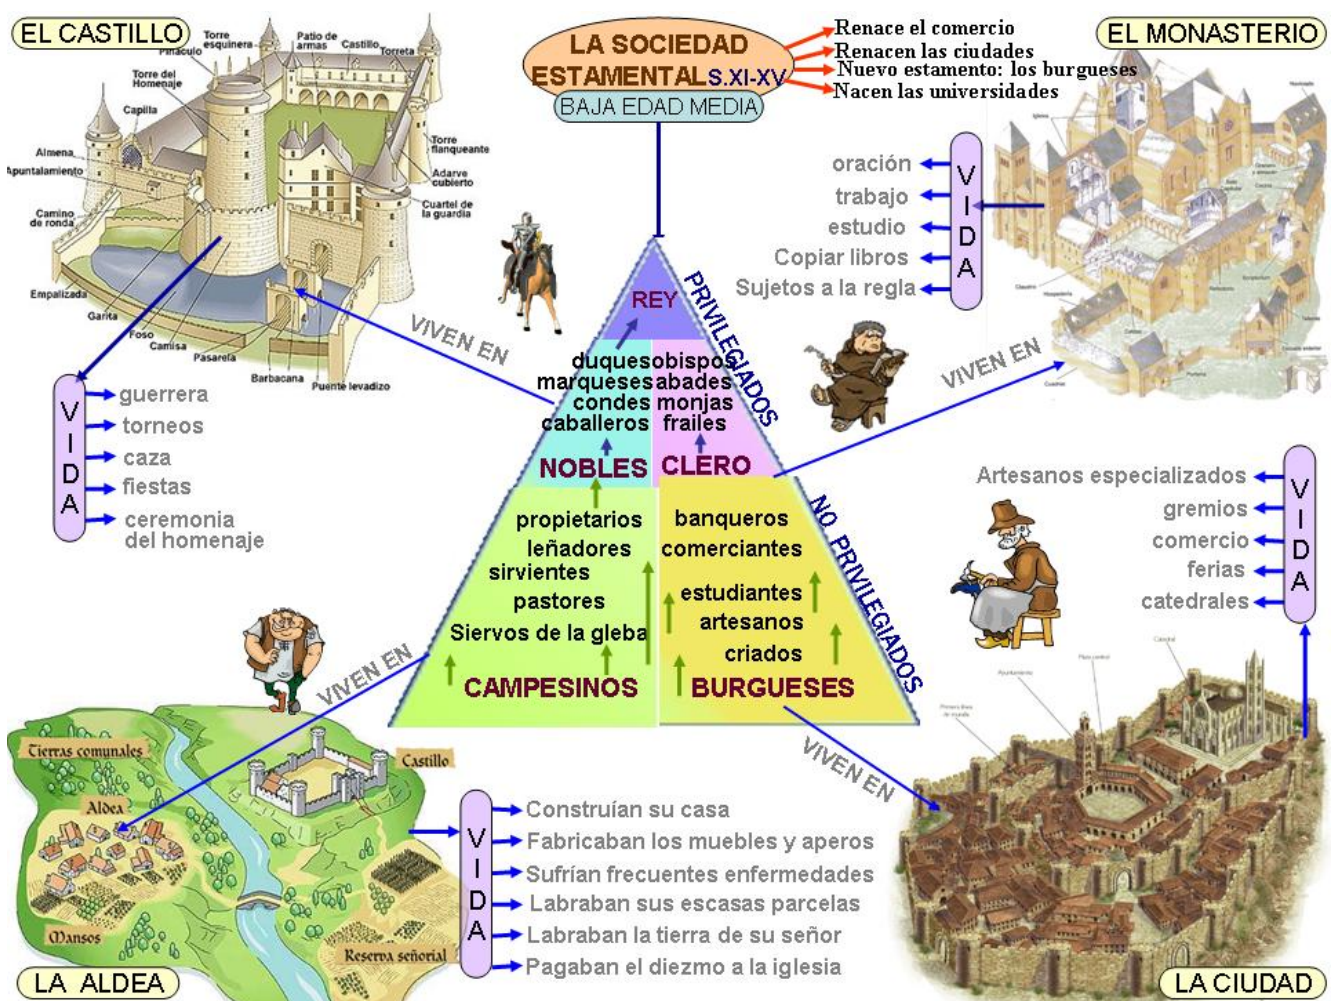 EL CASTILLO
Torre
esquinera
Pináculo
Patio de
armas
Castillo
Torreta
Torre del
Homenaje
Capilla
Almena
Apuntalamiento
Camino
de ronda
Torre
flanqueante
Adarve
cubierto
Cuartel de
la guardia
Empalizada
Garita
Foso
Camisa
Pasarela
Barbacana
Puente levadizo
LA SOCIEDAD
ESTAMENTAL S.XI-XV
BAJA EDAD MEDIA
Renace el comercio
Renacen las ciudades
Nuevo estamento: los burgueses
Nacen las universidades
EL MONASTERIO
Iglesia
Claustro
Hospedería
VIDA
oración
trabajo
estudio
Copiar libros
Sujetos a la regla
VIVEN EN
VIVEN EN
PRIVILEGIADOS
REY
duques
marqueses
condes
caballeros
NOBLES
obispos
abades
monjas
frailes
CLERO
VIDA
guerrera
torneos
caza
fiestas
ceremonia
del homenaje
NO PRIVILEGIADOS
propietarios
leñadores
sirvientes
pastores
Siervos de la gleba
CAMPESINOS
banqueros
comerciantes
estudiantes
artesanos
criados
BURGUESES
VIDA
Artesanos especializados
gremios
comercio
ferias
catedrales
VIVEN EN
VIVEN EN
Tierras comunales
Aldea
Castillo
Mansos
Reserva señorial
LA ALDEA
VIDA
Construían su casa
Fabricaban los muebles y aperos
Sufrían frecuentes enfermedades
Labraban sus escasas parcelas
Labraban la tierra de su señor
Pagaban el diezmo a la iglesia
Catedral
Plaza central
Ayuntamiento
LA CIUDAD